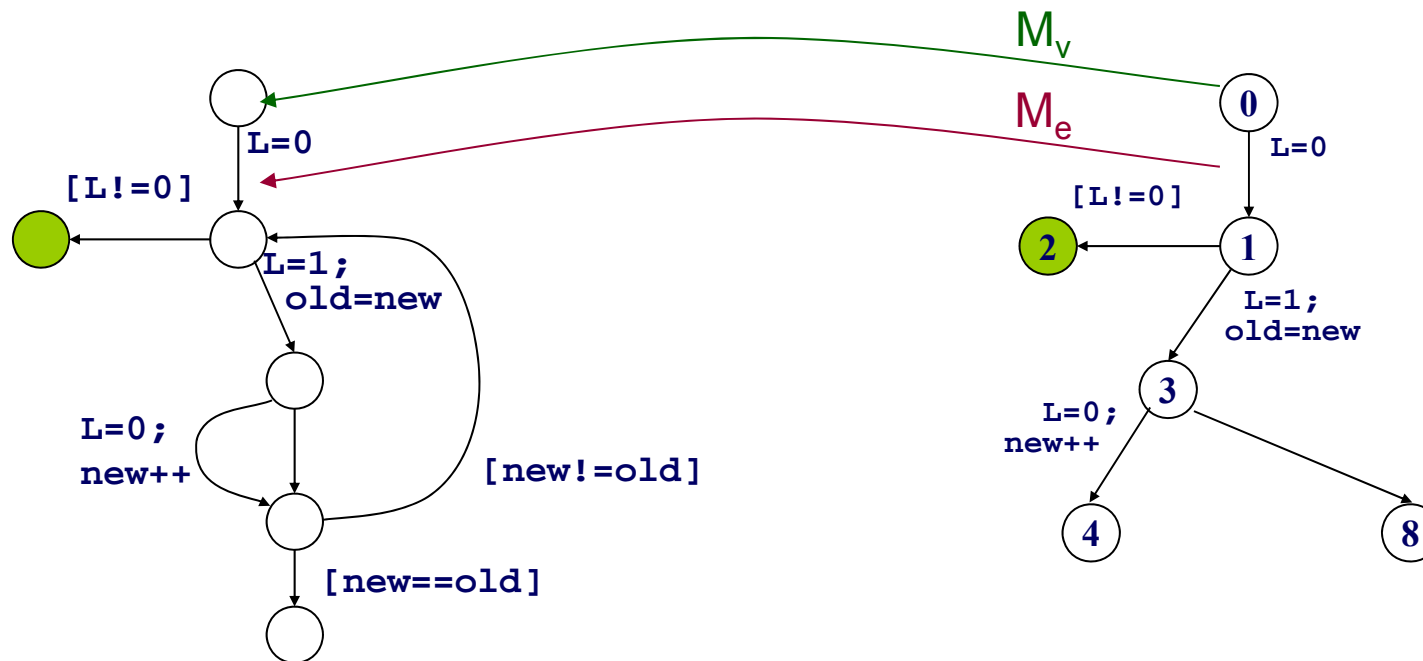 Mv
0
L=0
Me
L=0
[L!=0]
[L!=0]
2
1
L=1;
old=new
L=1;
old=new
3
L=0;
new++
L=0;
new++
[new!=old]
4
8
[new==old]